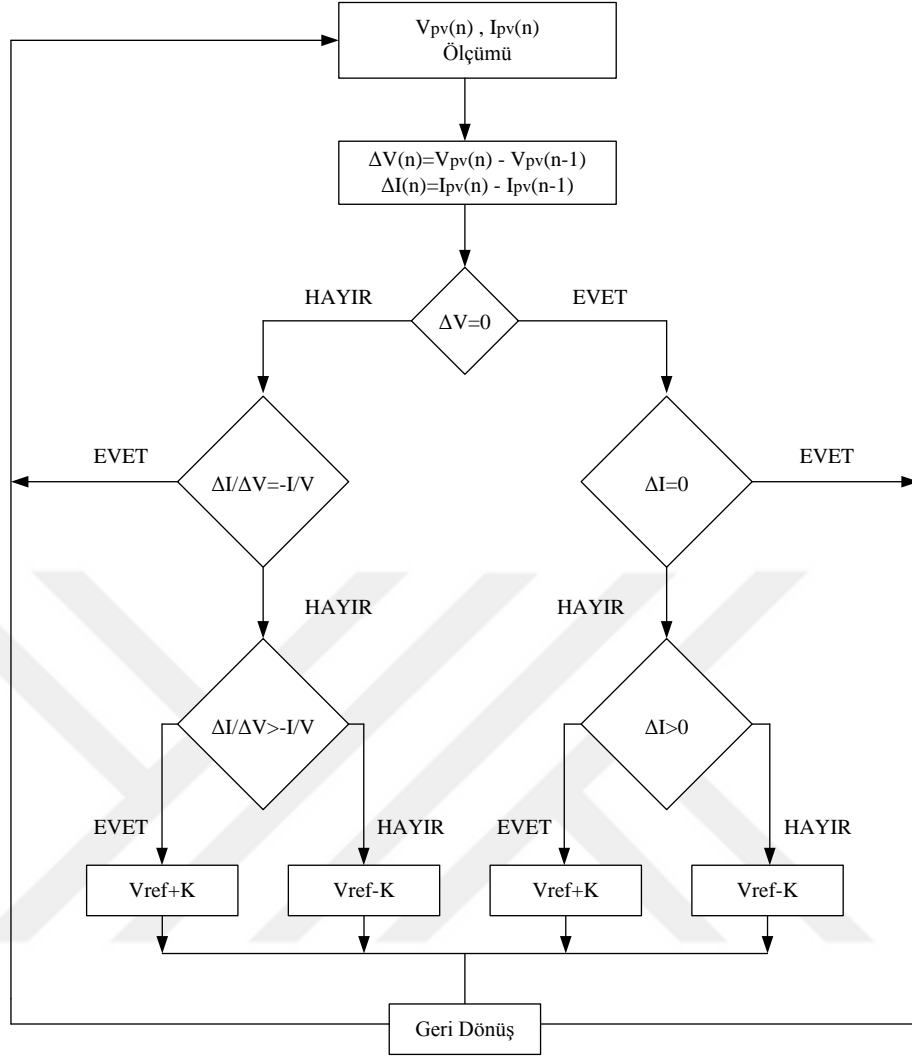 Vpv(n) , Ipv(n)
Ölçümü
ΔV(n)=Vpv(n) - Vpv(n-1)
ΔI(n)=Ipv(n) - Ipv(n-1)
HAYIR
EVET
ΔV=0
EVET
ΔI/ΔV=-I/V
ΔI=0
EVET
HAYIR
HAYIR
ΔI/ΔV>-I/V
ΔI>0
EVET
HAYIR
EVET
HAYIR
Vref+K
Vref-K
Vref+K
Vref-K
Geri Dönüş